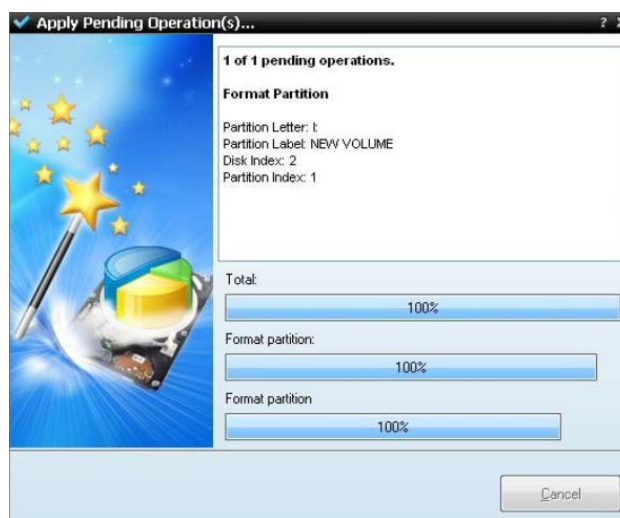 Apply Pending Operation(s)...
?
1 of 1 pending operations.
Format Partition
Partition Letter: I:
Partition Label: NEW VOLUME
Disk Index: 2
Partition Index: 1
Total:
100%
Format partition:
100%
Format partition
100%
Cancel